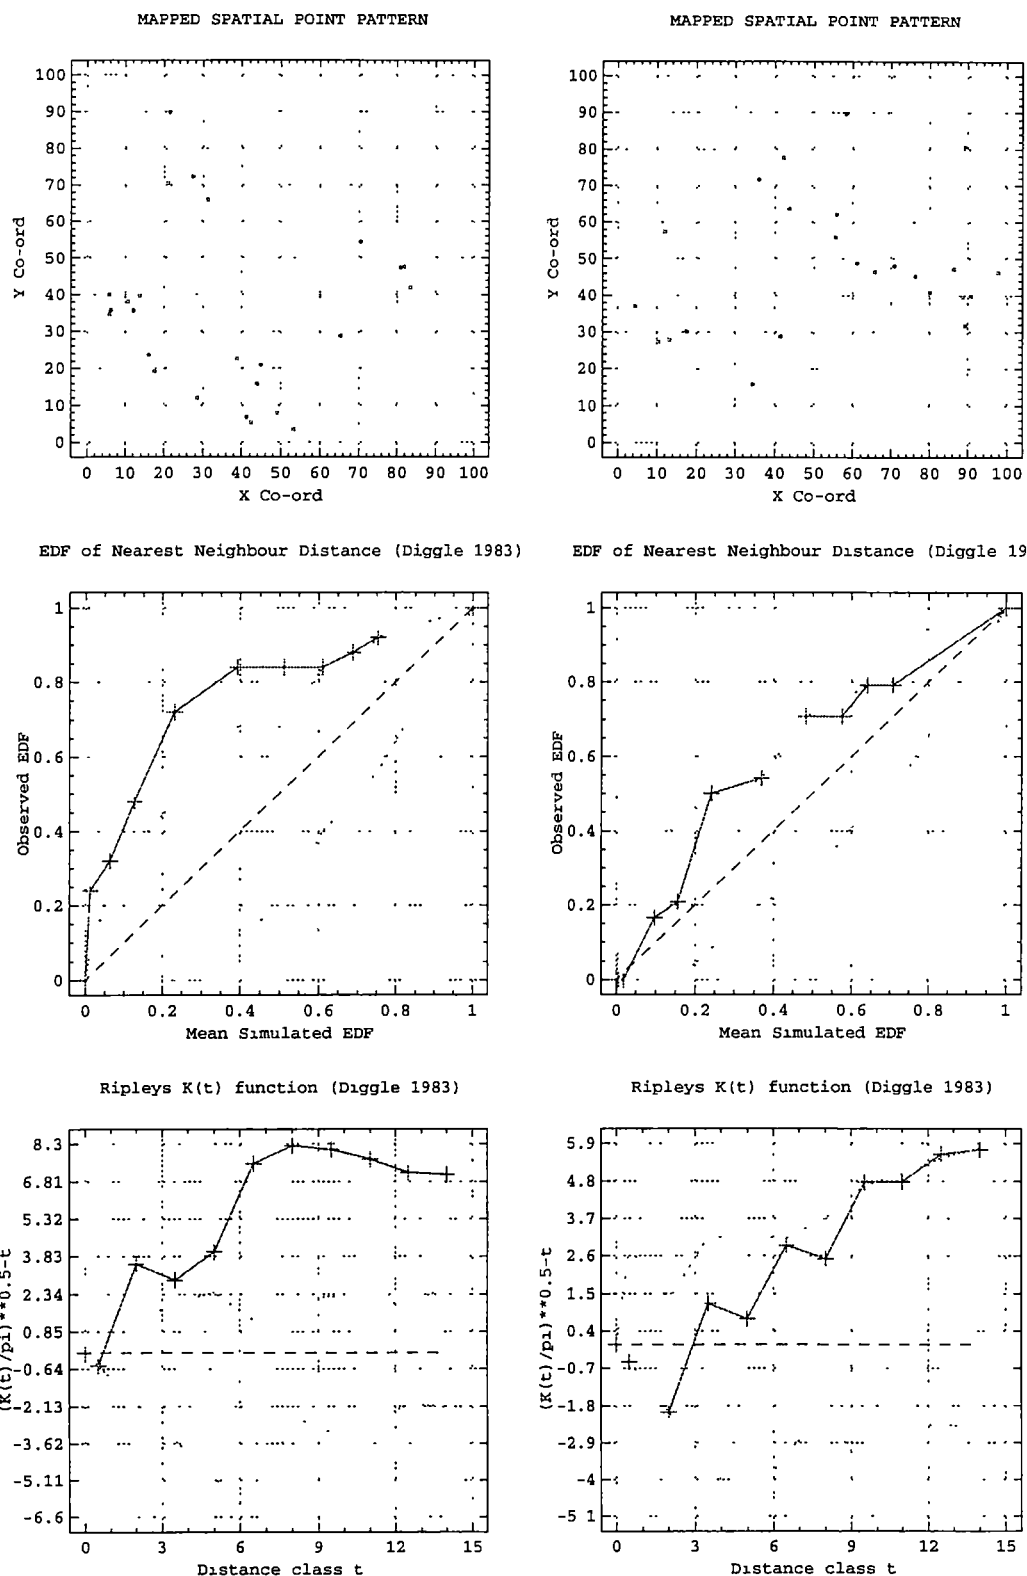 MAPPED SPATIAL POINT PATTERN
100
90
80
70
60
50
40
30
20
10
0
Y Co-ord
0 10 20 30 40 50 60 70 80 90 100
X Co-ord
MAPPED SPATIAL POINT PATTERN
100
90
80
70
60
50
40
30
20
10
0
Y Co-ord
0 10 20 30 40 50 60 70 80 90 100
X Co-ord
EDF of Nearest Neighbour Distance (Diggle 1983)
1
0.8
0.6
0.4
0.2
0
Observed EDF
0 0.2 0.4 0.6 0.8 1
Mean Simulated EDF
EDF of Nearest Neighbour Distance (Diggle 19
1
0.8
0.6
0.4
0.2
0
Observed EDF
0 0.2 0.4 0.6 0.8 1
Mean Simulated EDF
Ripleys K(t) function (Diggle 1983)
8.3
6.81
5.32
3.83
2.34
0.85
-0.64
-2.13
-3.62
-5.11
-6.6
(K(t)/pi)**0.5-t
0 3 6 9 12 15
Distance class t
Ripleys K(t) function (Diggle 1983)
5.9
4.8
3.7
2.6
1.5
0.4
-0.7
-1.8
-2.9
-4
-5 1
(K(t)/pi)**0.5-t
0 3 6 9 12 15
Distance class t